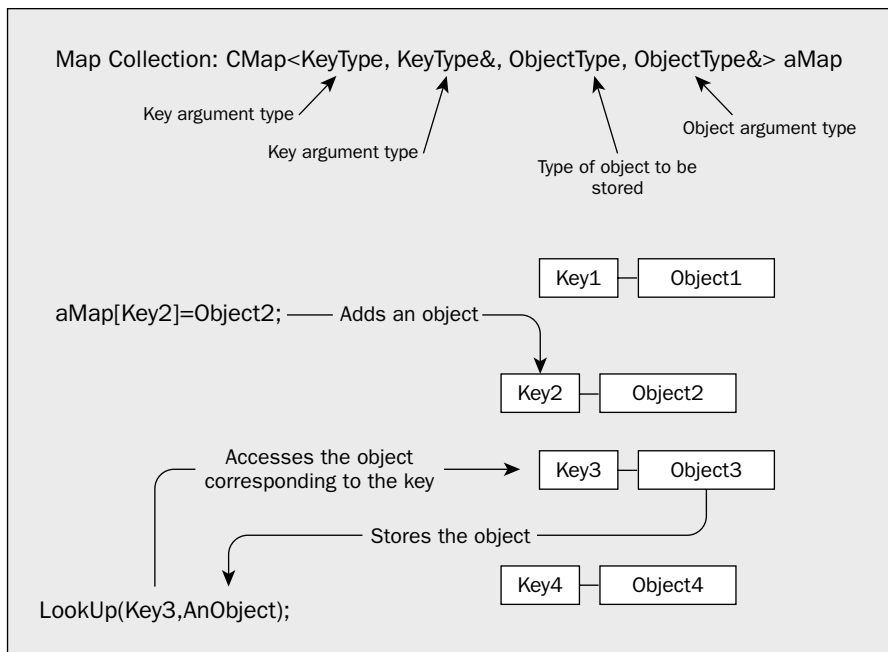 Map Collection: CMap<KeyType, KeyType&, ObjectType, ObjectType&> aMap
Key argument type
Key argument type
Type of object to be
stored
Object argument type
Key1
Object1
aMap[Key2]=Object2;
Adds an object
Key2
Object2
Accesses the object
corresponding to the key
Key3
Object3
Stores the object
Key4
Object4
LookUp(Key3,AnObject);